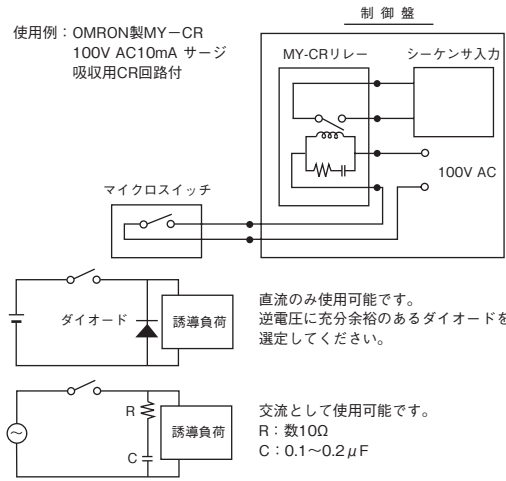 使用例：OMRON製MY－CR
100V AC10mA サージ
吸収用CR回路付
制 御 盤
MY-CRリレー
シーケンサ入力
100V AC
マイクロスイッチ
ダイオード
誘導負荷
直流のみ使用可能です。
逆電圧に充分余裕のあるダイオードを
選定してください。
R
C
誘導負荷
交流として使用可能です。
R：数10Ω
C：0.1〜0.2μF